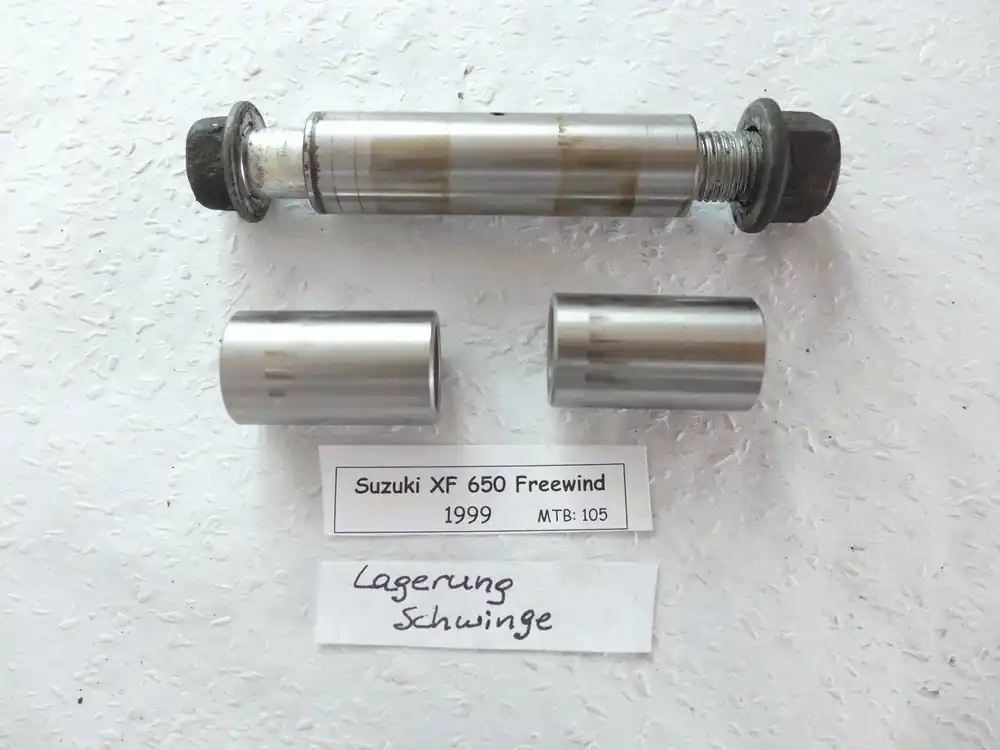 Suzuki XF 650 Freewind
1999 MTB: 105
Lagerung
Schwinge